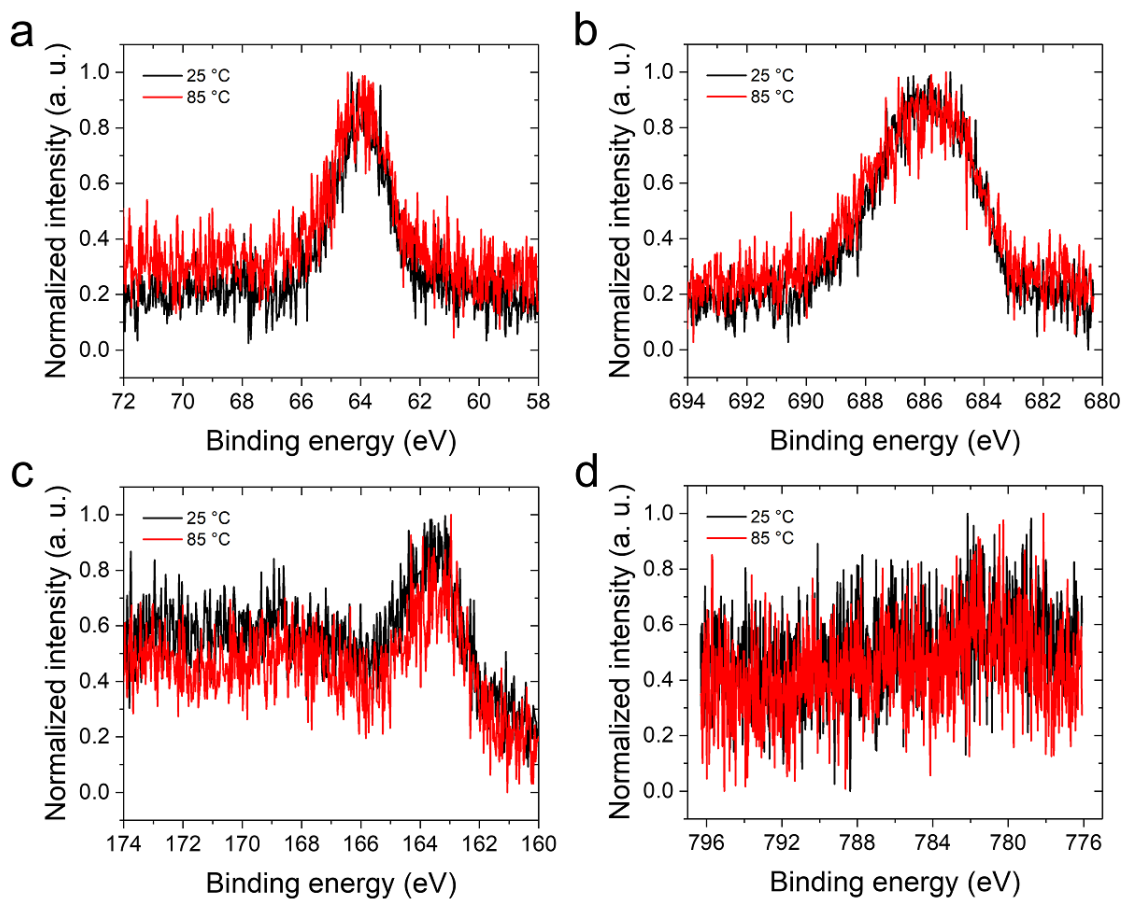 a
Normalized intensity (a. u.)
1.0
0.8
0.6
0.4
0.2
0.0
25 °C
85 °C
72 70 68 66 64 62 60 58
Binding energy (eV)
b
Normalized intensity (a. u.)
1.0
0.8
0.6
0.4
0.2
0.0
25 °C
85 °C
694 692 690 688 686 684 682 680
Binding energy (eV)
c
Normalized intensity (a. u.)
1.0
0.8
0.6
0.4
0.2
0.0
25 °C
85 °C
174 172 170 168 166 164 162 160
Binding energy (eV)
d
Normalized intensity (a. u.)
1.0
0.8
0.6
0.4
0.2
0.0
25 °C
85 °C
796 792 788 784 780 776
Binding energy (eV)